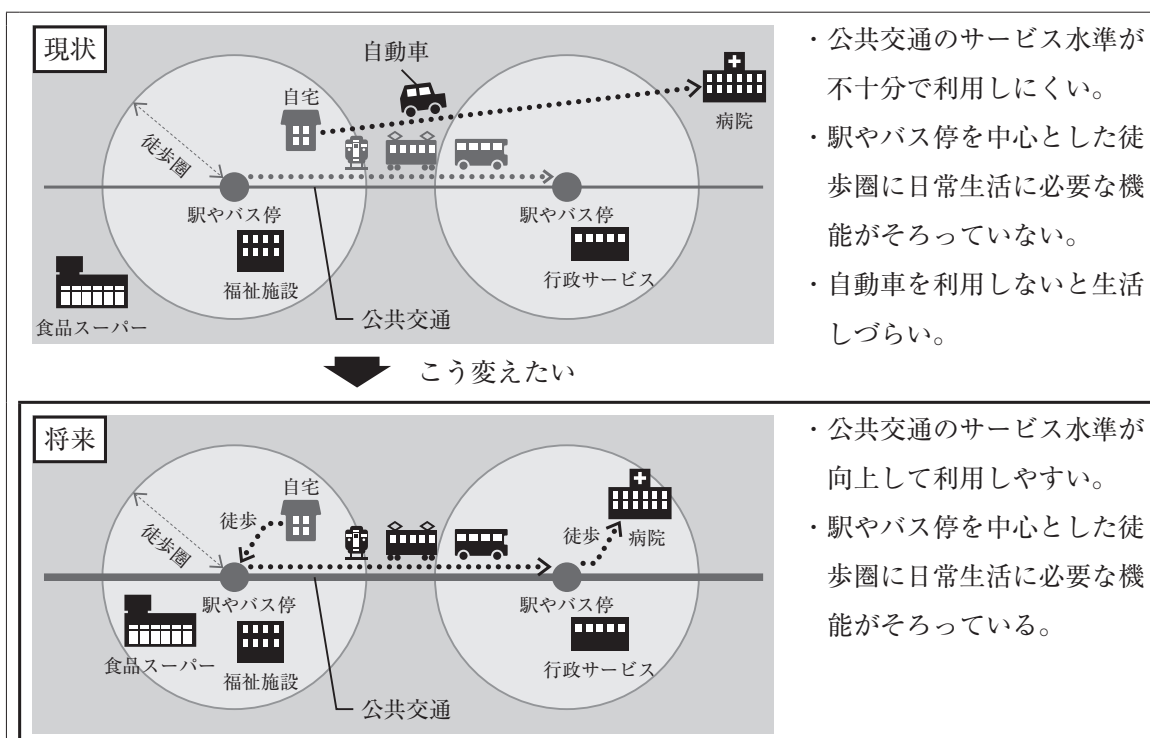 現状
自動車
自宅
病院
徒歩圏
駅やバス停
駅やバス停
福祉施設
行政サービス
食品スーパー
公共交通
・公共交通のサービス水準が
不十分で利用しにくい。
・駅やバス停を中心とした徒
歩圏に日常生活に必要な機
能がそろっていない。
・自動車を利用しないと生活
しづらい。
こう変えたい
将来
自宅
徒歩
徒歩圏
徒歩
病院
駅やバス停
駅やバス停
食品スーパー
福祉施設
行政サービス
公共交通
・公共交通のサービス水準が
向上して利用しやすい。
・駅やバス停を中心とした徒
歩圏に日常生活に必要な機
能がそろっている。